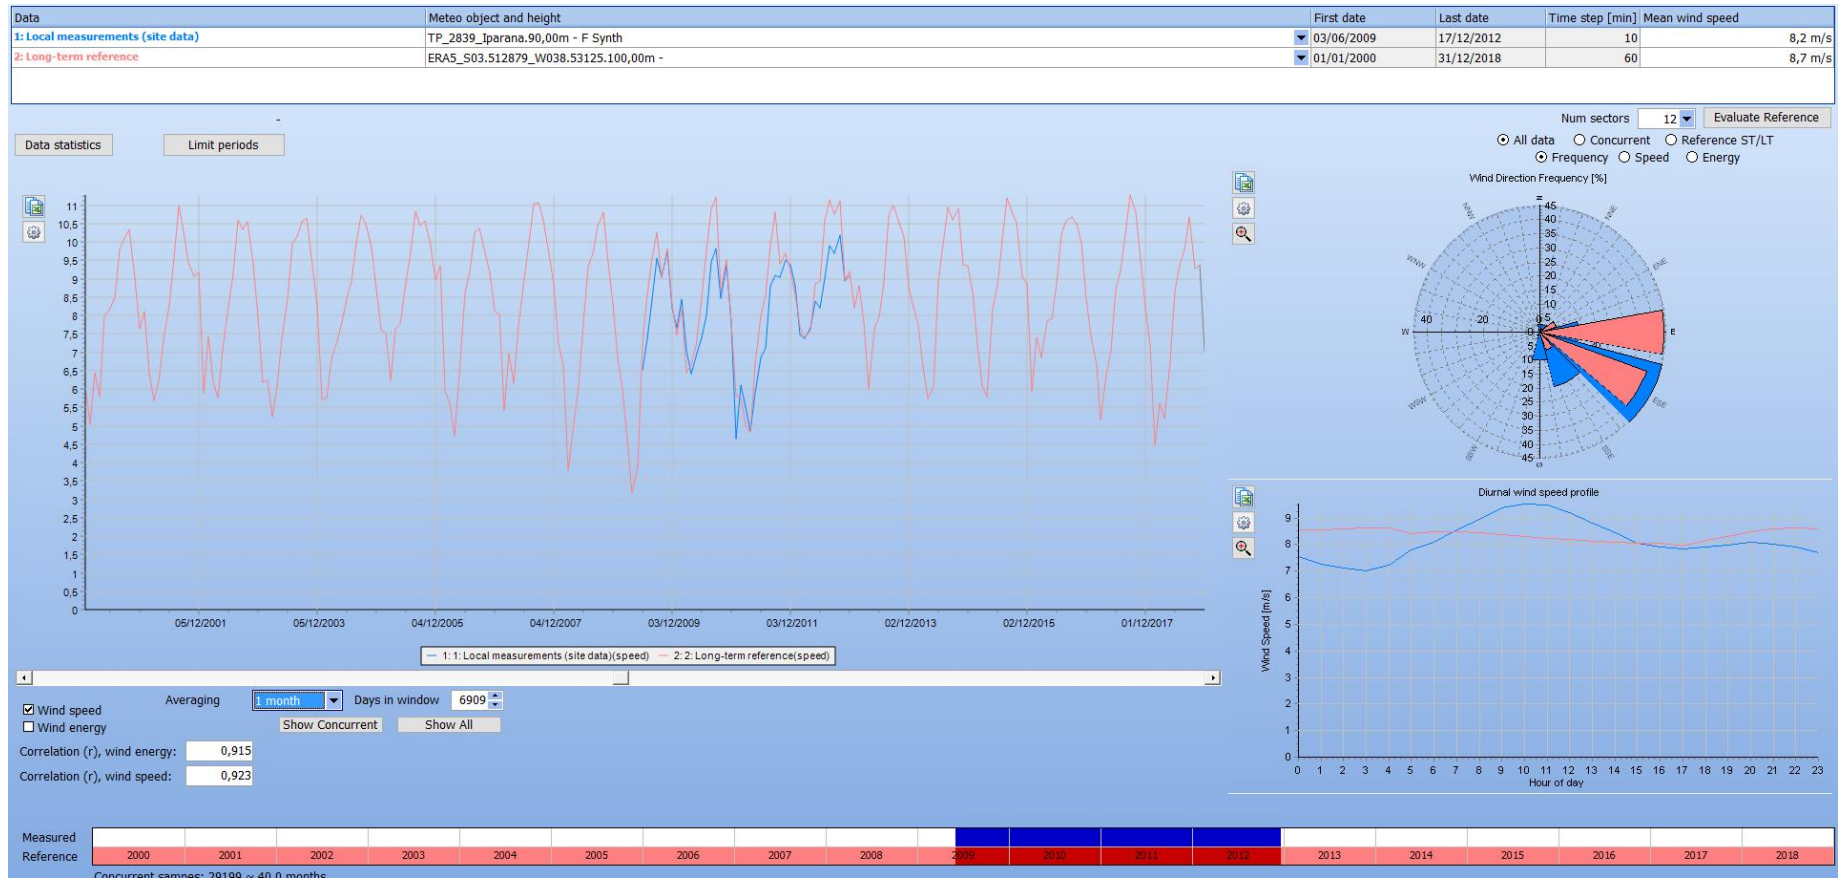 Data Meteo object and height First date Last date Time step [min] Mean wind speed
1: Local measurements (site data) TP_2839_Iparana.90,00m - F Synth 03/06/2009 17/12/2012 10 8,2 m/s
2: Long-term reference ERA5_S03.512879_W038.53125.100,00m - 01/01/2000 31/12/2018 60 8,7 m/s
-
Num sectors 12 Evaluate Reference
Data statistics Limit periods
All data Concurrent Reference ST/LT
Frequency Speed Energy
Wind Direction Frequency [%]
N
NNW NNE
45
40
35
30
25
20
15
10
5
WNW ENE
W 40 20 0 E
5
10
15
20
25
30
35
40
45
WSW ESE
SSW SSE
S
11
10,5
10
9,5
9
8,5
8
7,5
7
6,5
6
5,5
5
4,5
4
3,5
3
2,5
2
1,5
1
0,5
0
05/12/2001 05/12/2003 04/12/2005 04/12/2007 03/12/2009 03/12/2011 02/12/2013 02/12/2015 01/12/2017
1: 1: Local measurements (site data)(speed) 2: 2: Long-term reference(speed)
Diurnal wind speed profile
Wind Speed [m/s]
9
8
7
6
5
4
3
2
1
0
0 1 2 3 4 5 6 7 8 9 10 11 12 13 14 15 16 17 18 19 20 21 22 23
Hour of day
Averaging 1 month Days in window 6909
Wind speed
Wind energy
Show Concurrent Show All
Correlation (r), wind energy: 0,915
Correlation (r), wind speed: 0,923
Measured
Reference 2000 2001 2002 2003 2004 2005 2006 2007 2008 2009 2010 2011 2012 2013 2014 2015 2016 2017 2018
Concurrent sampes: 29199 ~ 40,0 months